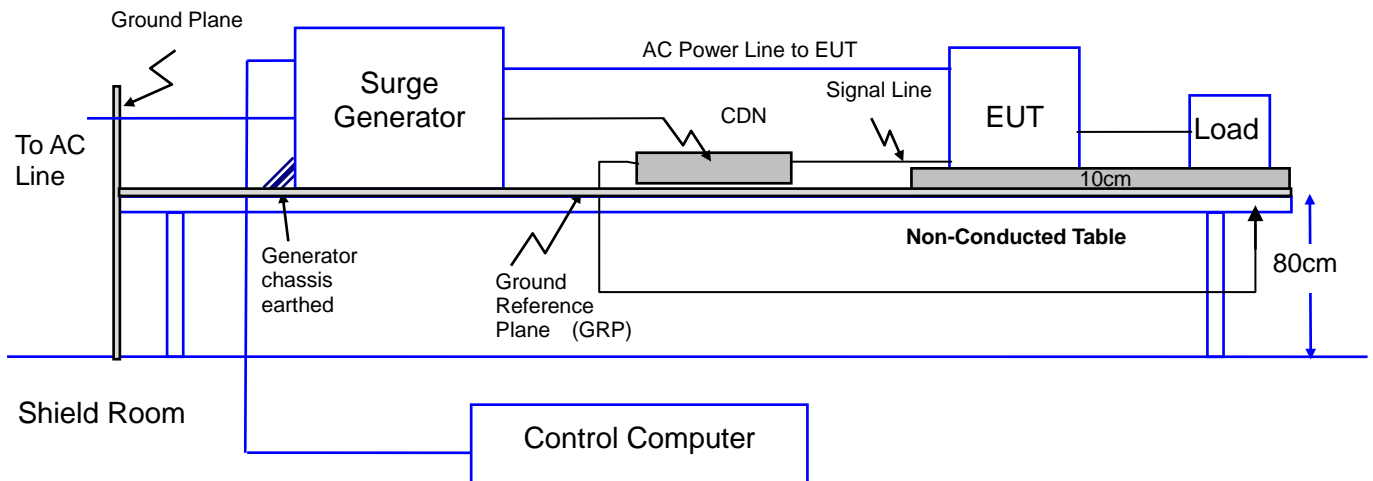 Ground Plane
Surge
Generator
AC Power Line to EUT
Signal Line
CDN
EUT
Load
To AC
Line
10cm
Generator
chassis
earthed
Ground
Reference
Plane (GRP)
Non-Conducted Table
80cm
Shield Room
Control Computer